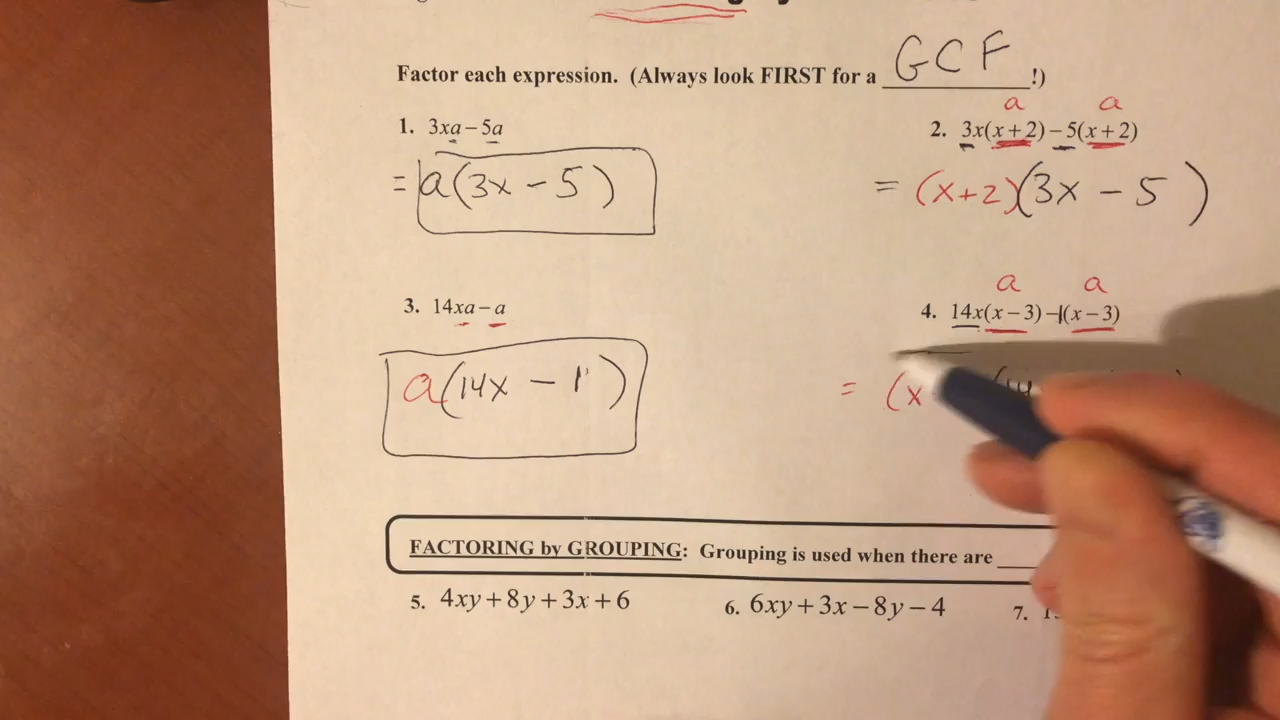 Factor each expression. (Always look FIRST for a GCF !)
1. 3xa – 5a
= a(3x – 5)
a a
2. 3x(x + 2) – 5(x + 2)
= (x+2)(3x – 5)
3. 14xa – a
a(14x – 1)
a a
4. 14x(x – 3) – 1(x – 3)
= (x
FACTORING by GROUPING: Grouping is used when there are
5. 4xy + 8y + 3x + 6
6. 6xy + 3x – 8y – 4
7.